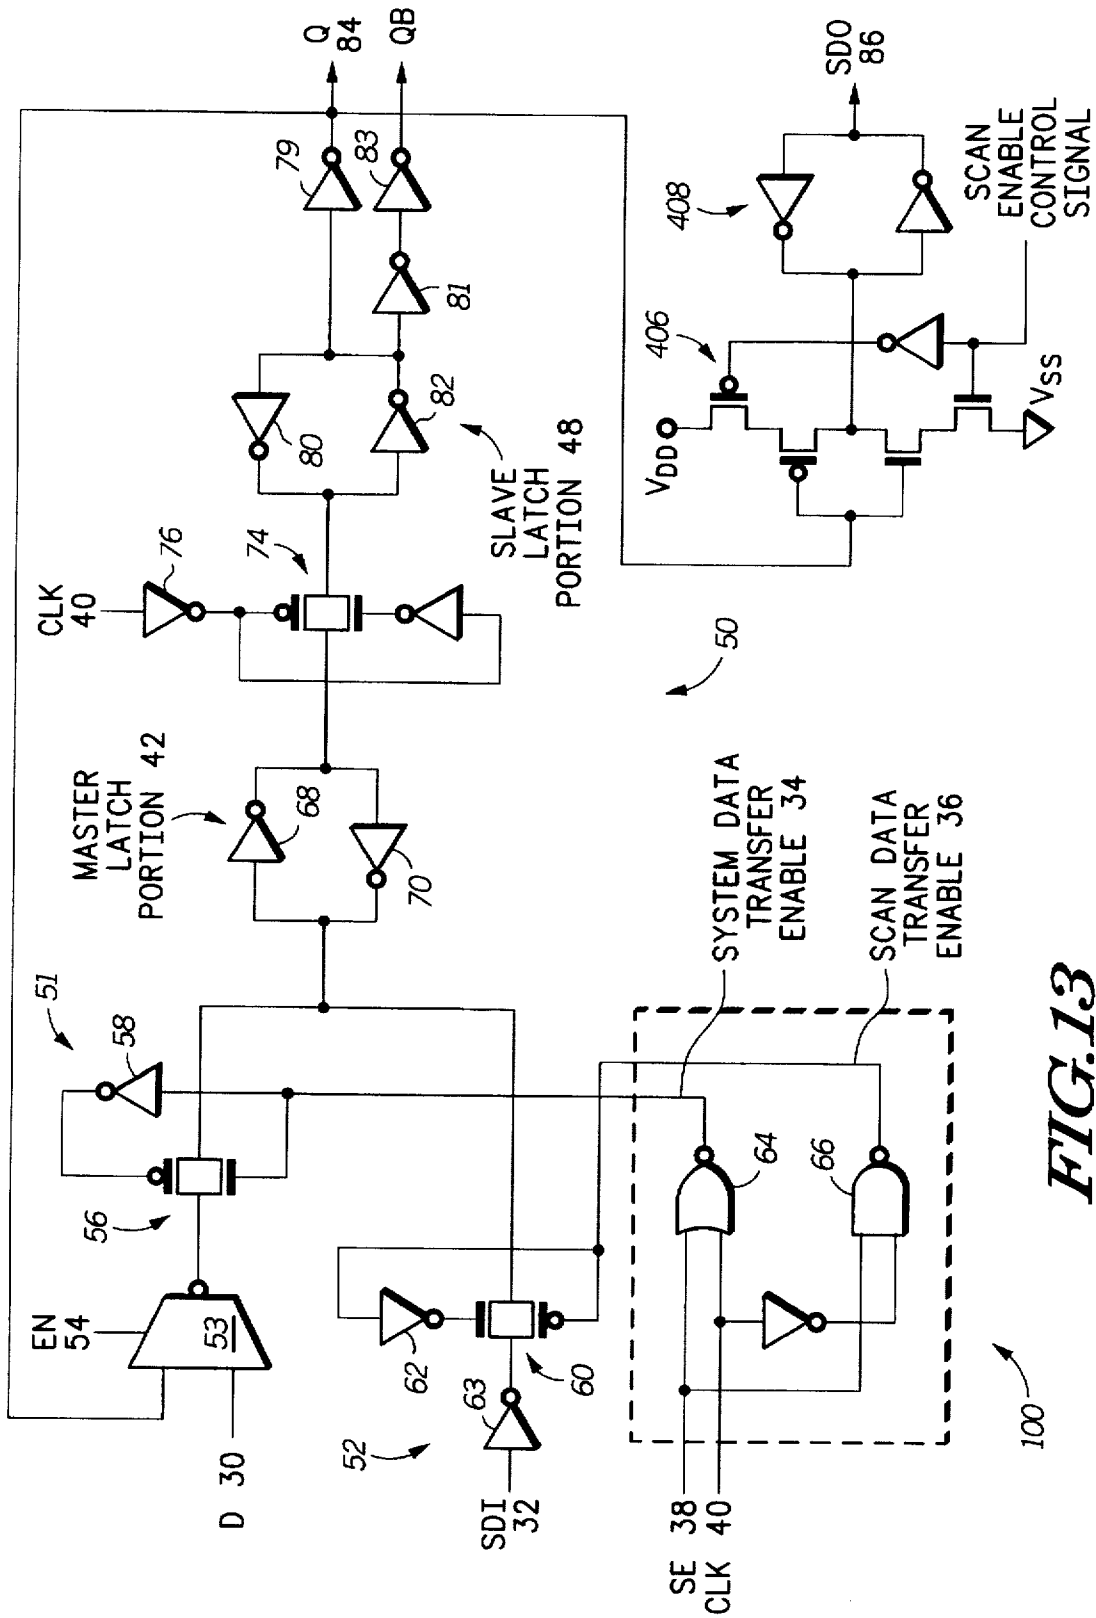 Q
84
QB
79
83
81
80
82
SLAVE
LATCH
PORTION 48
CLK
40
76
74
MASTER
LATCH
PORTION 42
68
70
51
58
56
EN
54
53
D 30
62
60
63
52
SDI
32
SE 38
CLK 40
64
66
100
SYSTEM DATA
TRANSFER
ENABLE 34
SCAN DATA
TRANSFER
ENABLE 36
50
VDD
VSS
406
408
SDO
86
SCAN
ENABLE
CONTROL
SIGNAL
FIG.13